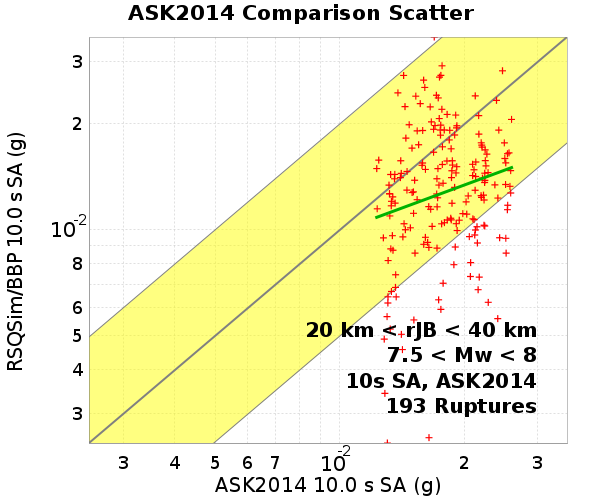 ASK2014 Comparison Scatter
RSQSim/BBP 10.0 s SA (g)
3
2
10-2
8
6
5
4
3
20 km < rJB < 40 km
7.5 < Mw < 8
10s SA, ASK2014
193 Ruptures
3 4 5 6 7 10-2 2 3
ASK2014 10.0 s SA (g)